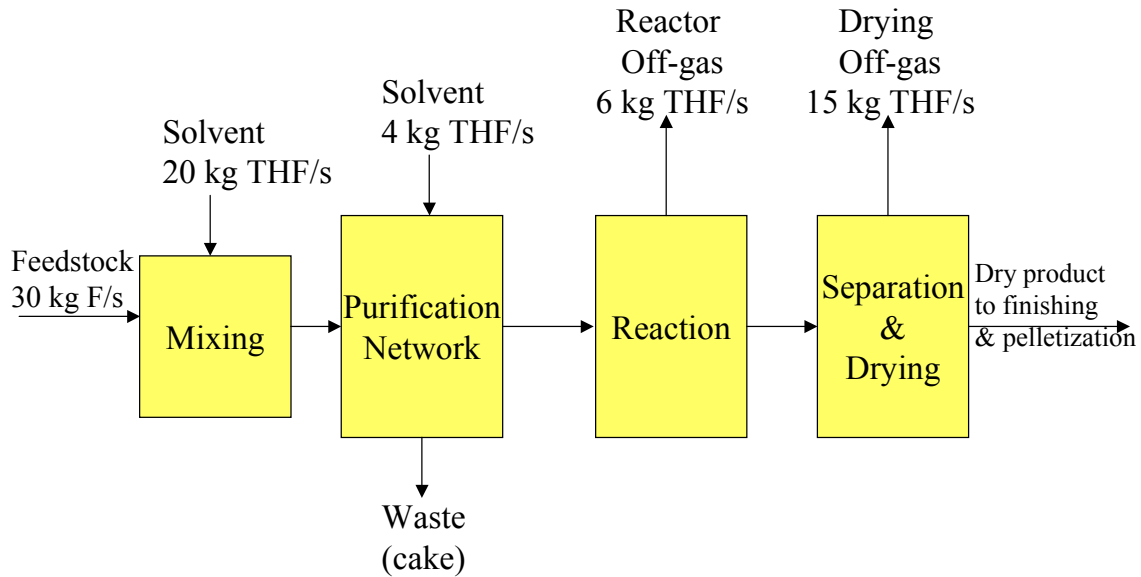 Feedstock
30 kg F/s
Solvent
20 kg THF/s
Mixing
Solvent
4 kg THF/s
Purification
Network
Waste
(cake)
Reactor
Off-gas
6 kg THF/s
Reaction
Drying
Off-gas
15 kg THF/s
Separation
&
Drying
Dry product
to finishing
& pelletization